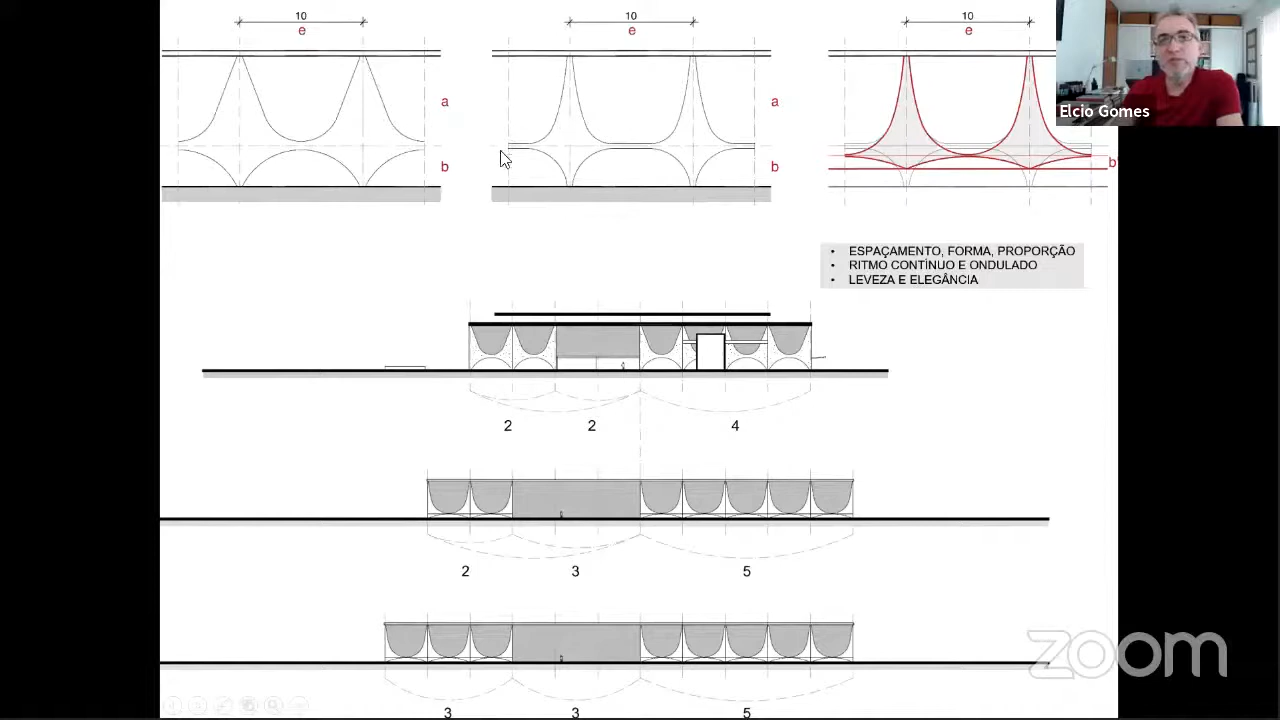 10
e
10
e
10
e
a
a
b
b
b'
Elcio Gomes
• ESPAÇAMENTO, FORMA, PROPORÇÃO
• RITMO CONTÍNUO E ONDULADO
• LEVEZA E ELEGÂNCIA
2 2 4
2 3 5
3 3 5
zoom